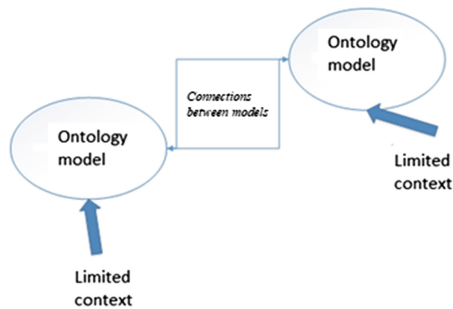 Ontology
model
Connections
between models
Ontology
model
Limited
context
Limited
context